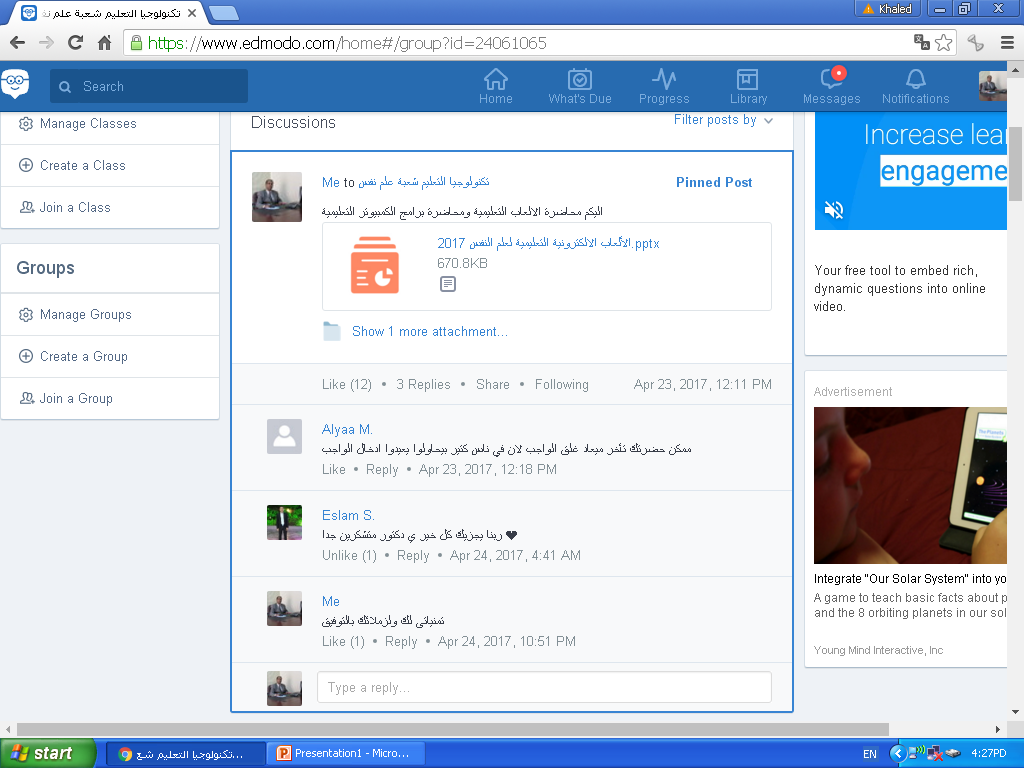 تكنولوجيا التعليم شعبة علم نف
Khaled
https://www.edmodo.com/home#/group?id=24061065
Search
Home
What's Due
Progress
Library
Messages
Notifications
Manage Classes
Create a Class
Join a Class
Groups
Manage Groups
Create a Group
Join a Group
Discussions
Filter posts by
Me to تكنولوجيا التعليم شعبة علم نفس
Pinned Post
اليكم محاضرة الالعاب التعليمية ومحاضرة برامج الكمبيوتر التعليمية
الألعاب الالكترونية التعليمية لعلم النفس 2017.pptx
670.8KB
Show 1 more attachment...
Like (12) • 3 Replies • Share • Following
Apr 23, 2017, 12:11 PM
Alyaa M.
ممكن حضرتك تأخر ميعاد غلق الواجب لان في ناس كتير بيحاولوا يعيدوا ادخال الواجب
Like • Reply • Apr 23, 2017, 12:18 PM
Eslam S.
ربنا يجزيك كل خير ي دكتور متشكرين جدا ❤
Unlike (1) • Reply • Apr 24, 2017, 4:41 AM
Me
تمنياتى لك ولزملائك بالتوفيق
Like (1) • Reply • Apr 24, 2017, 10:51 PM
Type a reply...
Increase lea
engageme
Your free tool to embed rich,
dynamic questions into online
video.
Advertisement
Integrate "Our Solar System" into yo
A game to teach basic facts about p
and the 8 orbiting planets in our sol
Young Mind Interactive, Inc
start
تكنولوجيا التعليم شع...
Presentation1 - Micro...
EN
4:27PD